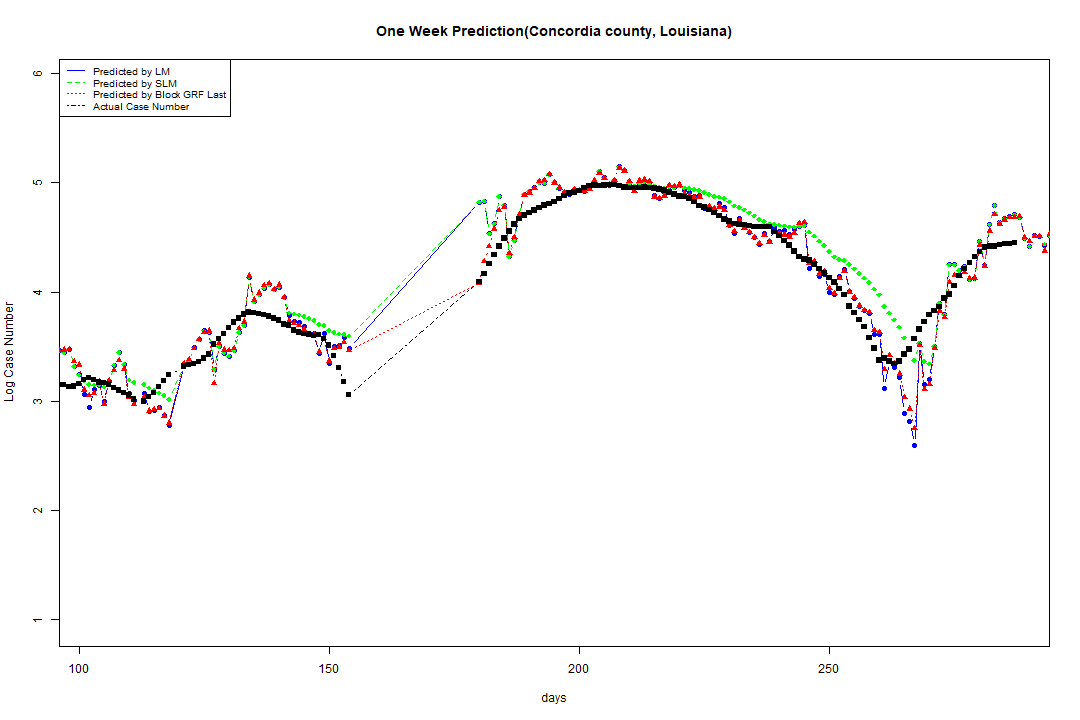 One Week Prediction(Concordia county, Louisiana)
Predicted by LM
Predicted by SLM
Predicted by Block GRF Last
Actual Case Number
6
5
4
3
2
1
Log Case Number
100 150 200 250
days